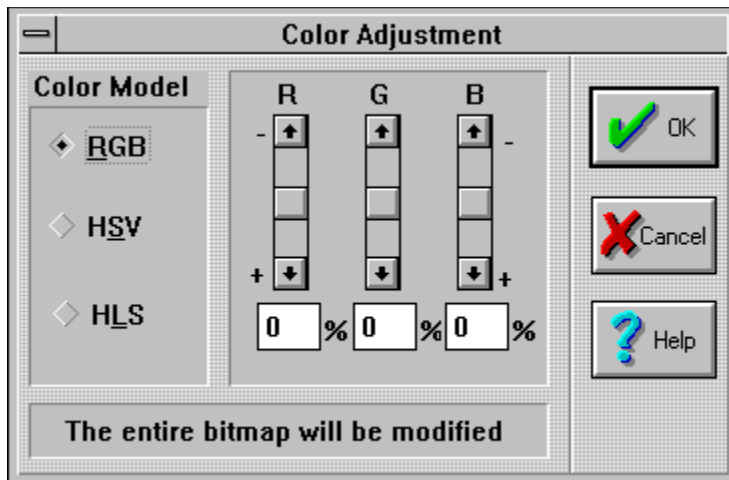 Color Adjustment
Color Model
RGB
HSV
HLS
R G B
- -
+ +
0 % 0 % 0 %
OK
Cancel
Help
The entire bitmap will be modified